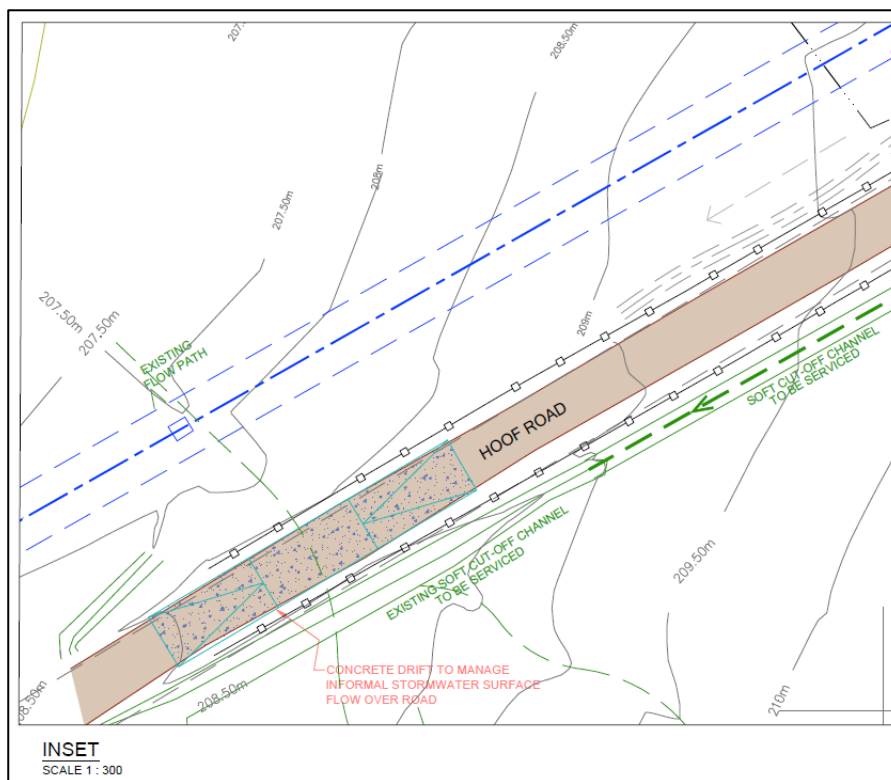 207.50m
208.50m
207.50m
208m
209m
207.50m
207.50m
EXISTING
FLOW PATH
HOOF ROAD
SOFT CUT-OFF CHANNEL
TO BE SERVICED
EXISTING SOFT CUT-OFF CHANNEL
TO BE SERVICED
209.50m
CONCRETE DRIFT TO MANAGE
INFORMAL STORMWATER SURFACE
FLOW OVER ROAD
208.50m
210m
INSET
SCALE 1 : 300